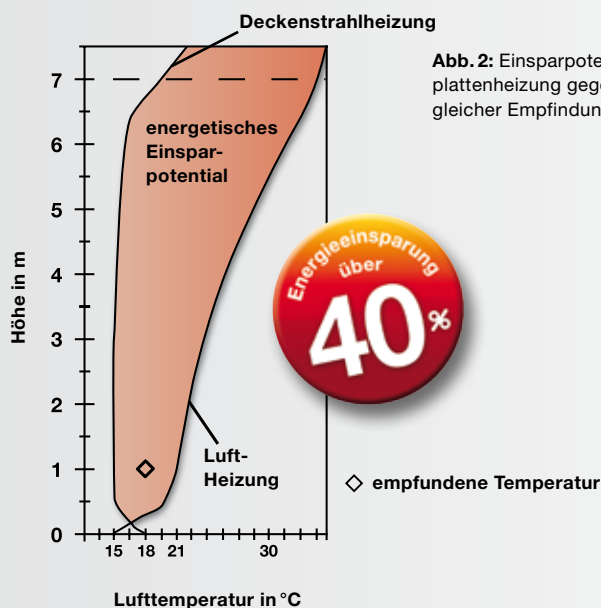 Deckenstrahlheizung
Abb. 2: Einsparpote
plattenheizung geg
gleicher Empfindun
7
energetisches
Einspar-
potential
6
5
4
3
2
1
0
Höhe in m
Energieeinsparung
über
40%
Luft-
Heizung
empfundene Temperatur
15 18 21 30
Lufttemperatur in °C